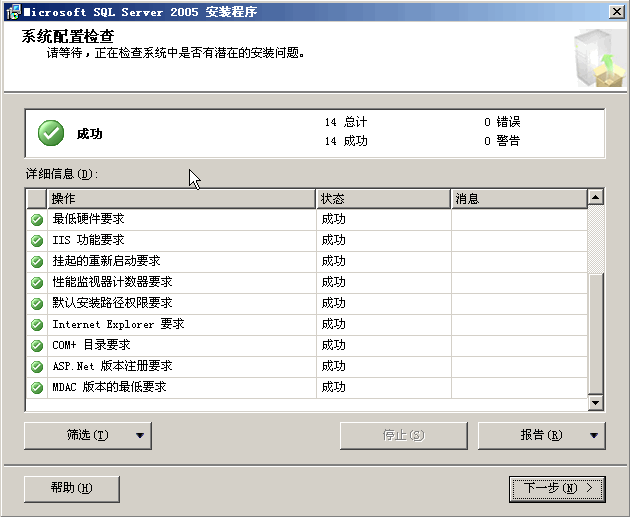 Microsoft SQL Server 2005 安装程序
系统配置检查
请等待，正在检查系统中是否有潜在的安装问题。
成功
14 总计
0 错误
14 成功
0 警告
详细信息(D):
操作 状态 消息
最低硬件要求 成功
IIS 功能要求 成功
挂起的重新启动要求 成功
性能监视器计数器要求 成功
默认安装路径权限要求 成功
Internet Explorer 要求 成功
COM+ 目录要求 成功
ASP.Net 版本注册要求 成功
MDAC 版本的最低要求 成功
筛选(T) 停止(S) 报告(R)
帮助(H) 下一步(N) >